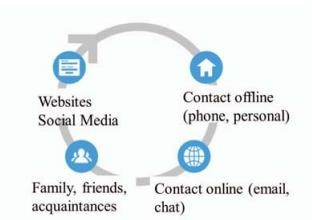 Websites
Social Media
Contact offline
(phone, personal)
Family, friends,
acquaintances
Contact online (email,
chat)